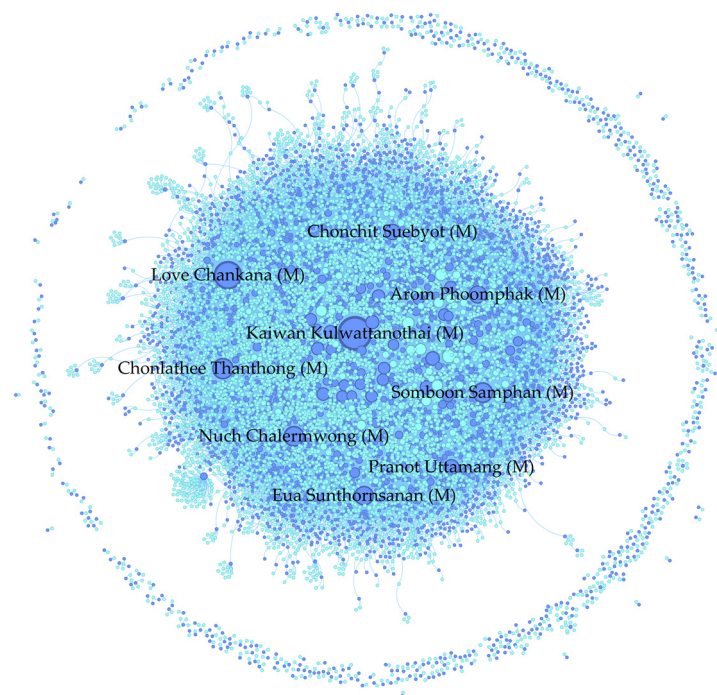 Chonchit Suebyot (M)
Love Chankana (M)
Arom Phoomphak (M)
Kaiwan Kulwattanothai (M)
Chonlathee Thanthong (M)
Somboon Samphan (M)
Nuch Chalermwong (M)
Pranot Uttamang (M)
Eua Sunthornsanan (M)